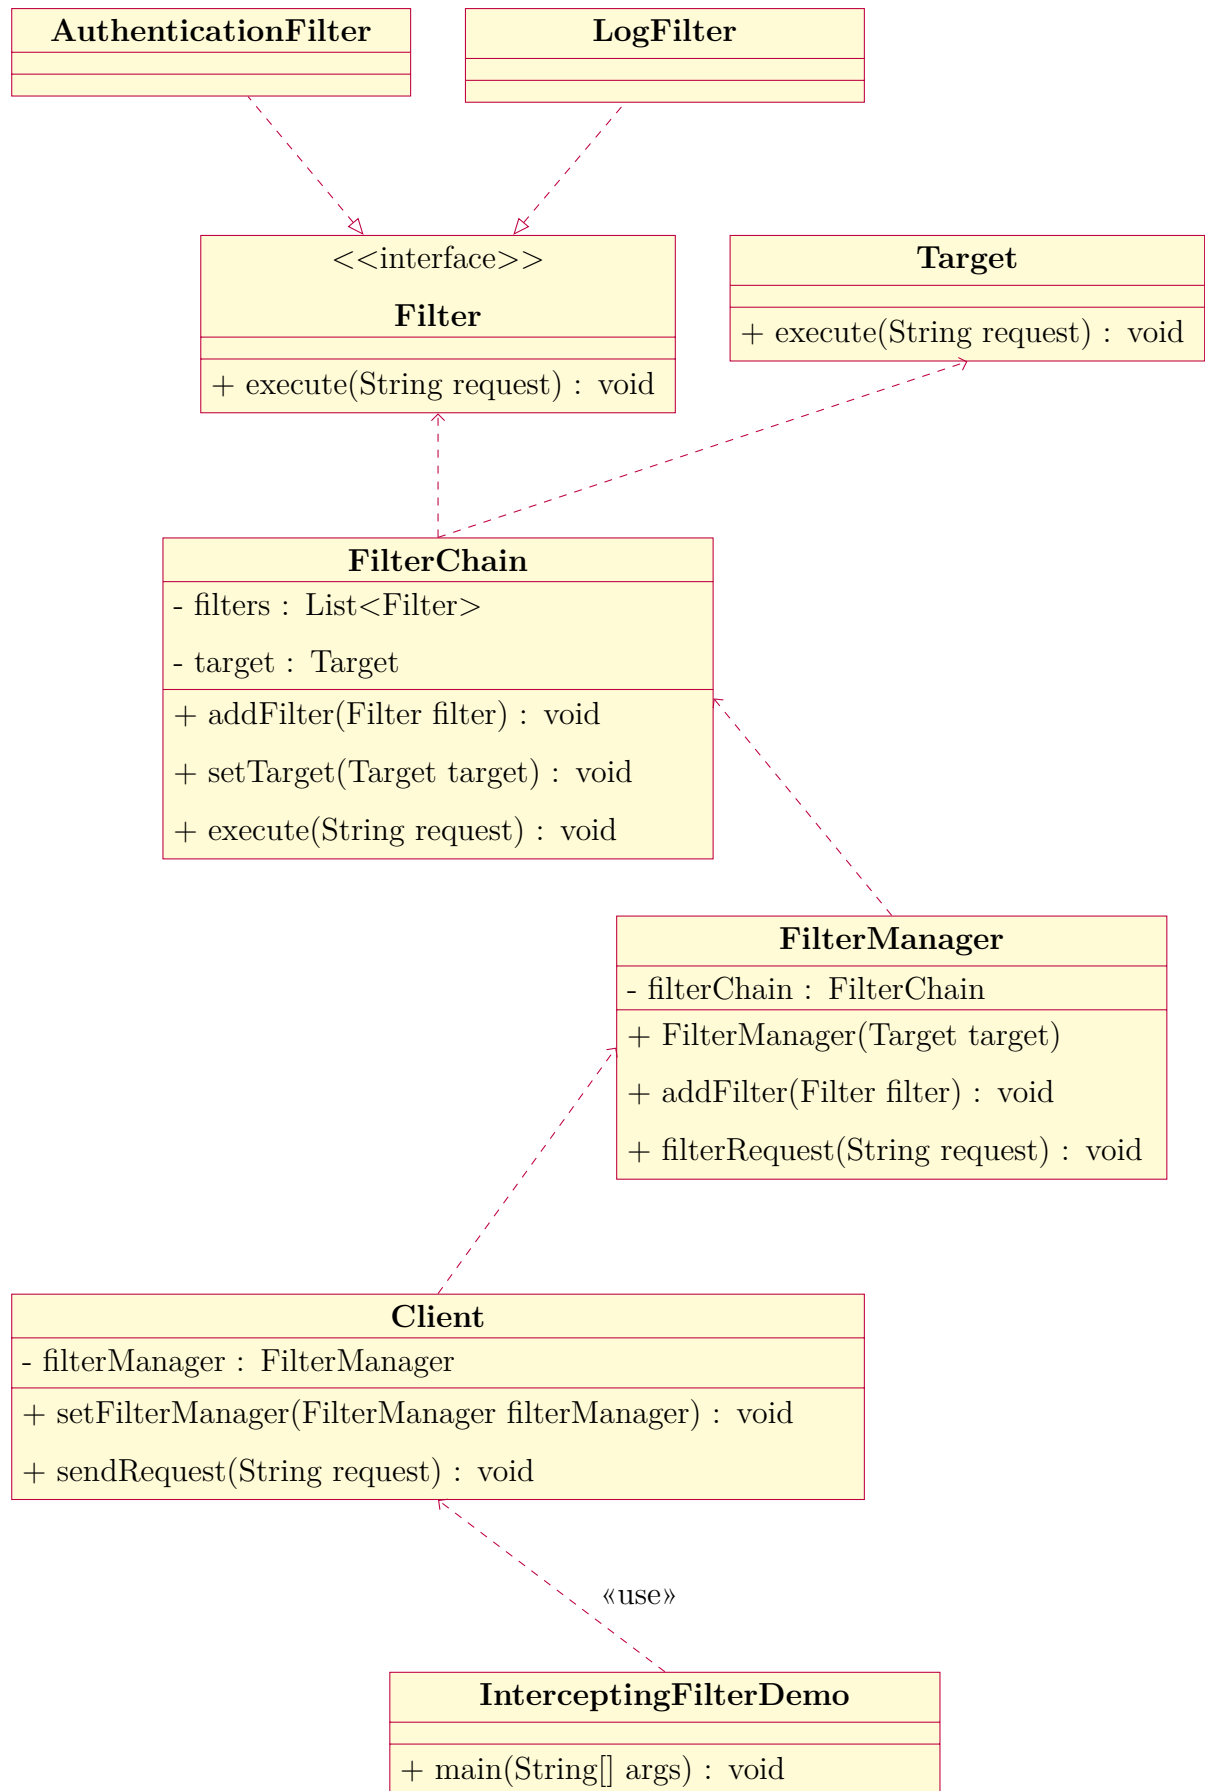 AuthenticationFilter
LogFilter
<<interface>>
Filter
+ execute(String request) : void
Target
+ execute(String request) : void
FilterChain
- filters : List<Filter>
- target : Target
+ addFilter(Filter filter) : void
+ setTarget(Target target) : void
+ execute(String request) : void
FilterManager
- filterChain : FilterChain
+ FilterManager(Target target)
+ addFilter(Filter filter) : void
+ filterRequest(String request) : void
Client
- filterManager : FilterManager
+ setFilterManager(FilterManager filterManager) : void
+ sendRequest(String request) : void
«use»
InterceptingFilterDemo
+ main(String[] args) : void